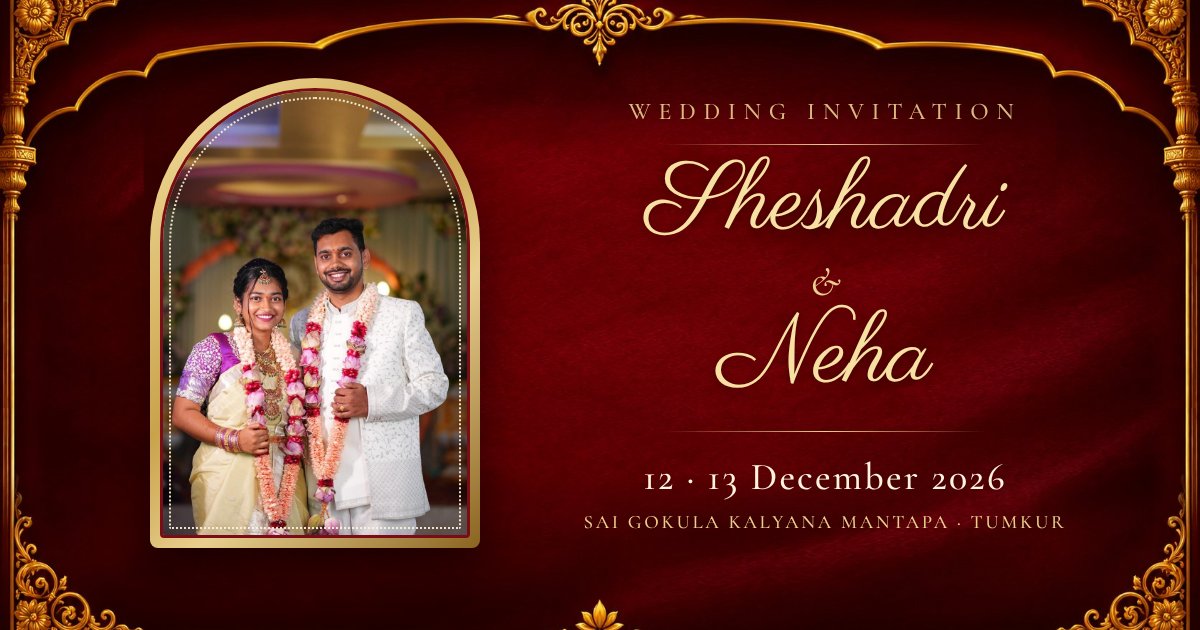 WEDDING INVITATION
Sheshadri
&
Neha
12 · 13 December 2026
SAI GOKULA KALYANA MANTAPA · TUMKUR